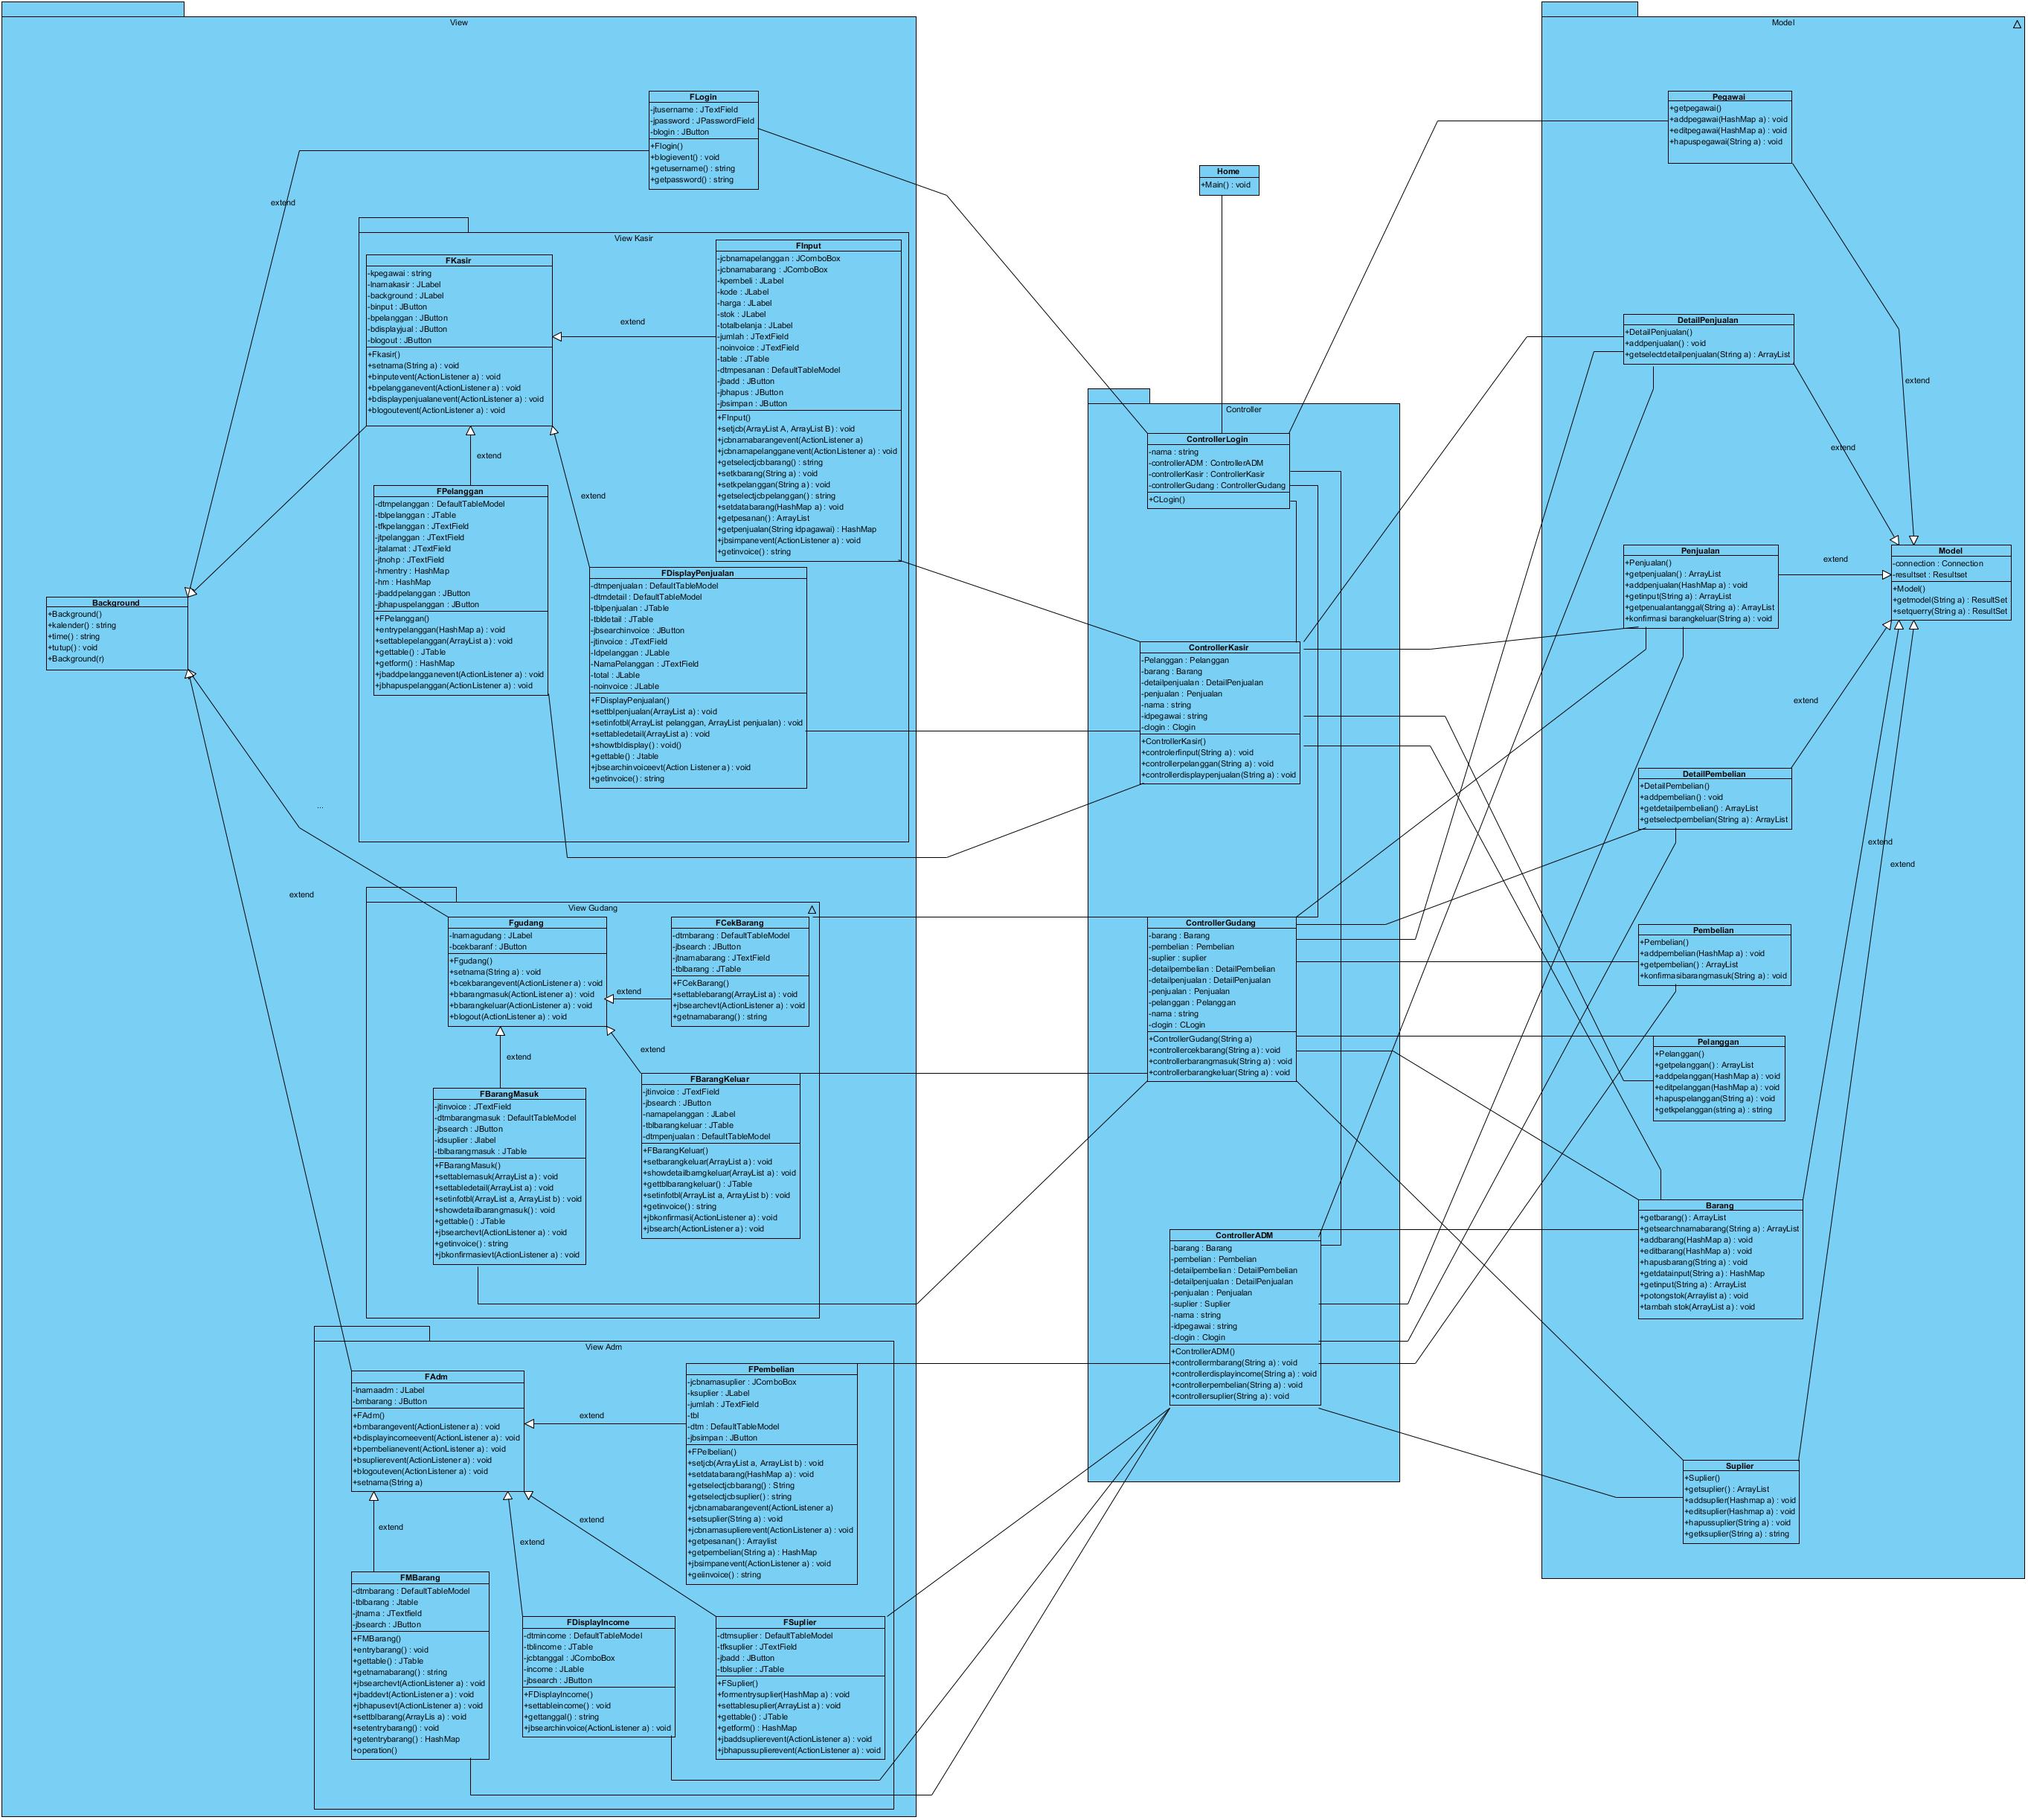 View
FLogin
-jtusername : JTextField
-jpassword : JPasswordField
-blogin : JButton
+Flogin()
+blogievent() : void
+getusername() : string
+getpassword() : string
extend
View Kasir
FKasir
-kpegawai : string
-lnamakasir : JLabel
-background : JLabel
-binput : JButton
-bpelanggan : JButton
-bdisplayjual : JButton
-blogout : JButton
+Fkasir()
+setnama(String a) : void
+binputevent(ActionListener a) : void
+bpelangganevent(ActionListener a) : void
+bdisplaypenjualanevent(ActionListener a) : void
+blogoutevent(ActionListener a) : void
extend
FInput
-jcbnamapelanggan : JComboBox
-jcbnamabarang : JComboBox
-kpembeli : JLabel
-kode : JLabel
-harga : JLabel
-stok : JLabel
-totalbelanja : JLabel
-jumlah : JTextField
-noinvoice : JTextField
-table : JTable
-dtmpesanan : DefaultTableModel
-jbadd : JButton
-jbhapus : JButton
-jbsimpan : JButton
+FInput()
+setjcb(ArrayList A, ArrayList B) : void
+jcbnamabarangevent(ActionListener a)
+jcbnamapelangganevent(ActionListener a) : void
+getselectjcbbarang() : string
+setkbarang(String a) : void
+setkpelanggan(String a) : void
+getselectjcbpelanggan() : string
+setdatabarang(HashMap a) : void
+getpesanan() : ArrayList
+getpenjualan(String idpagawai) : HashMap
+jbsimpanevent(ActionListener a) : void
+getinvoice() : string
extend
extend
FPelanggan
-dtmpelanggan : DefaultTableModel
-tblpelanggan : JTable
-tfkpelanggan : JTextField
-jtpelanggan : JTextField
-jtalamat : JTextField
-jtnohp : JTextField
-hmentry : HashMap
-hm : HashMap
-jbaddpelanggan : JButton
-jbhapuspelanggan : JButton
+FPelanggan()
+entrypelanggan(HashMap a) : void
+settablepelanggan(ArrayList a) : void
+gettable() : JTable
+getform() : HashMap
+jbaddpelangganevent(ActionListener a) : void
+jbhapuspelanggan(ActionListener a) : void
FDisplayPenjualan
-dtmpenjualan : DefaultTableModel
-dtmdetail : DefaultTableModel
-tblpenjualan : JTable
-tbldetail : JTable
-jbsearchinvoice : JButton
-jtinvoice : JTextField
-Idpelanggan : JLable
-NamaPelanggan : JTextField
-total : JLable
-noinvoice : JLable
+FDisplayPenjualan()
+settblpenjualan(ArrayList a) : void
+setinfotbl(ArrayList pelanggan, ArrayList penjualan) : void
+settabledetail(ArrayList a) : void
+showtbldisplay() : void()
+gettable() : Jtable
+jbsearchinvoiceevt(Action Listener a) : void
+getinvoice() : string
Background
+Background()
+kalender() : string
+time() : string
+tutup() : void
+Background(r)
...
extend
View Gudang
Fgudang
-lnamagudang : JLabel
-bcekbaranf : JButton
+Fgudang()
+setnama(String a) : void
+bcekbarangevent(ActionListener a) : void
+bbarangmasuk(ActionListener a) : void
+bbarangkeluar(ActionListener a) : void
+blogout(ActionListener a) : void
extend
FCekBarang
-dtmbarang : DefaultTableModel
-jbsearch : JButton
-jtnamabarang : JTextField
-tblbarang : JTable
+FCekBarang()
+settablebarang(ArrayList a) : void
+jbsearchevt(ActionListener a) : void
+getnamabarang() : string
extend
extend
FBarangMasuk
-jtinvoice : JTextField
-dtmbarangmasuk : DefaultTableModel
-jbsearch : JButton
-idsuplier : Jlabel
-tblbarangmasuk : JTable
+FBarangMasuk()
+settablemasuk(ArrayList a) : void
+settabledetail(ArrayList a) : void
+setinfotbl(ArrayList a, ArrayList b) : void
+showdetailbarangmasuk() : void
+gettable() : JTable
+jbsearchevt(ActionListener a) : void
+getinvoice() : string
+jbkonfirmasievt(ActionListener a) : void
FBarangKeluar
-jtinvoice : JTextField
-jbsearch : JButton
-namapelanggan : JLabel
-tblbarangkeluar : JTable
-dtmpenjualan : DefaultTableModel
+FBarangKeluar()
+setbarangkeluar(ArrayList a) : void
+showdetailbarngkeluar(ArrayList a) : void
+gettblbarangkeluar() : JTable
+setinfotbl(ArrayList a, ArrayList b) : void
+getinvoice() : string
+jbkonfirmasi(ActionListener a) : void
+jbsearch(ActionListener a) : void
View Adm
FAdm
-lnamaadm : JLabel
-bmbarang : JButton
+FAdm()
+bmbarangevent(ActionListener a) : void
+bdisplayincomeevent(ActionListener a) : void
+bpembelianevent(ActionListener a) : void
+bsuplierevent(ActionListener a) : void
+blogouteven(ActionListener a) : void
+setnama(String a)
extend
FPembelian
-jcbnamasuplier : JComboBox
-ksuplier : JLabel
-jumlah : JTextField
-tbl
-dtm : DefaultTableModel
-jbsimpan : JButton
+FPelbelian()
+setjcb(ArrayList a, ArrayList b) : void
+setdatabarang(HashMap a) : void
+getselectjcbbarang() : String
+getselectjcbsuplier() : string
+jcbnamabarangevent(ActionListener a)
+setsuplier(String a) : void
+jcbnamasuplierevent(ActionListener a) : void
+getpesanan() : Arraylist
+getpembelian(String a) : HashMap
+jbsimpanevent(ActionListener a) : void
+geiinvoice() : string
extend
extend
extend
FMBarang
-dtmbarang : DefaultTableModel
-tblbarang : Jtable
-jtnama : JTextfield
-jbsearch : JButton
+FMBarang()
+entrybarang() : void
+gettable() : JTable
+getnamabarang() : string
+jbsearchevt(ActionListener a) : void
+jbaddevt(ActionListener a) : void
+jbhapusevt(ActionListener a) : void
+settblbarang(ArrayLis a) : void
+setentrybarang() : void
+getentrybarang() : HashMap
+operation()
FDisplayIncome
-dtmincome : DefaultTableModel
-tblincome : JTable
-jcbtanggal : JComboBox
-income : JLable
-jbsearch : JButton
+FDisplayIncome()
+settableincome() : void
+gettanggal() : string
+jbsearchinvoice(ActionListener a) : void
FSuplier
-dtmsuplier : DefaultTableModel
-tfksuplier : JTextField
-jbadd : JButton
-tblsuplier : JTable
+FSuplier()
+formentrysuplier(HashMap a) : void
+settablesuplier(ArrayList a) : void
+gettable() : JTable
+getform() : HashMap
+jbaddsuplierevent(ActionListener a) : void
+jbhapussuplierevent(ActionListener a) : void
Home
+Main() : void
Controller
ControllerLogin
-nama : string
-controllerADM : ControllerADM
-controllerKasir : ControllerKasir
-controllerGudang : ControllerGudang
+CLogin()
ControllerKasir
-Pelanggan : Pelanggan
-barang : Barang
-detailpenjualan : DetailPenjualan
-penjualan : Penjualan
-nama : string
-idpegawai : string
-clogin : Clogin
+ControllerKasir()
+controlerfinput(String a) : void
+controllerpelanggan(String a) : void
+controllerdisplaypenjualan(String a) : void
ControllerGudang
-barang : Barang
-pembelian : Pembelian
-suplier : suplier
-detailpembelian : DetailPembelian
-detailpenjualan : DetailPenjualan
-penjualan : Penjualan
-pelanggan : Pelanggan
-nama : string
-clogin : CLogin
+ControllerGudang(String a)
+controllercekbarang(String a) : void
+controllerbarangmasuk(String a) : void
+controllerbarangkeluar(String a) : void
ControllerADM
-barang : Barang
-pembelian : Pembelian
-detailpembelian : DetailPembelian
-detailpenjualan : DetailPenjualan
-penjualan : Penjualan
-suplier : Suplier
-nama : string
-idpegawai : string
-clogin : Clogin
+ControllerADM()
+controllermbarang(String a) : void
+controllerdisplayincome(String a) : void
+controllerpembelian(String a) : void
+controllersuplier(String a) : void
Model
Pegawai
+getpegawai()
+addpegawai(HashMap a) : void
+editpegawai(HashMap a) : void
+hapuspegawai(String a) : void
extend
DetailPenjualan
+DetailPenjualan()
+addpenjualan() : void
+getselectdetailpenjualan(String a) : ArrayList
extend
Penjualan
+Penjualan()
+getpenjualan() : ArrayList
+addpenjualan(HashMap a) : void
+getinput(String a) : ArrayList
+getpenualantanggal(String a) : ArrayList
+konfirmasi barangkeluar(String a) : void
extend
Model
-connection : Connection
-resultset : Resultset
+Model()
+getmodel(String a) : ResultSet
+setquerry(String a) : ResultSet
extend
DetailPembelian
+DetailPembelian()
+addpembelian() : void
+getdetailpembelian() : ArrayList
+getselectpembelian(String a) : ArrayList
extend
extend
Pembelian
+Pembelian()
+addpembelian(HashMap a) : void
+getpembelian() : ArrayList
+konfirmasibarangmasuk(String a) : void
Pelanggan
+Pelanggan()
+getpelanggan() : ArrayList
+addpelanggan(HashMap a) : void
+editpelanggan(HashMap a) : void
+hapuspelanggan(String a) : void
+getkpelanggan(string a) : string
Barang
+getbarang() : ArrayList
+getsearchnamabarang(String a) : ArrayList
+addbarang(HashMap a) : void
+editbarang(HashMap a) : void
+hapusbarang(String a) : void
+getdatainput(String a) : HashMap
+getinput(String a) : ArrayList
+potongstok(Arraylist a) : void
+tambah stok(ArrayList a) : void
Suplier
+Suplier()
+getsuplier() : ArrayList
+addsuplier(Hashmap a) : void
+editsuplier(Hashmap a) : void
+hapussuplier(String a) : void
+getksuplier(String a) : string